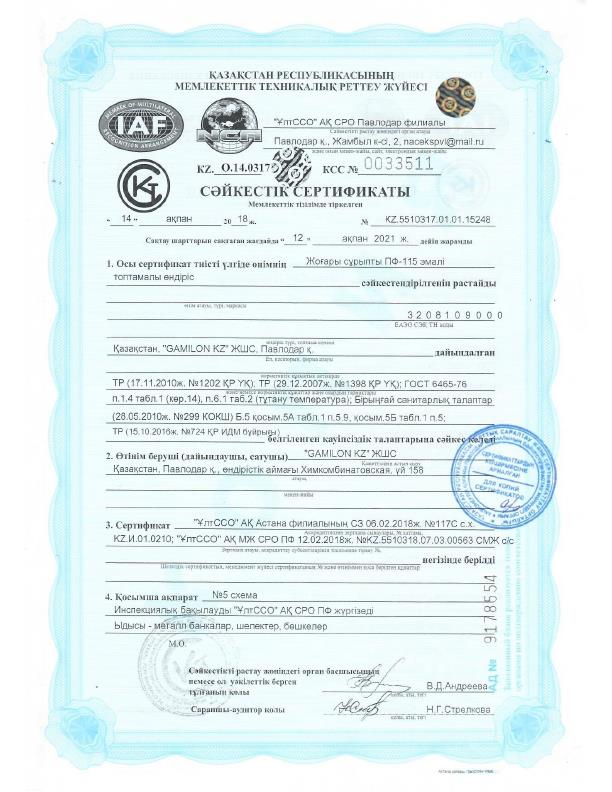 ҚАЗАҚСТАН РЕСПУБЛИКАСЫНЫҢ
МЕМЛЕКЕТТІК ТЕХНИКАЛЫҚ РЕТТЕУ ЖҮЙЕСІ
MEMBER OF MULTILATERAL
IAF
RECOGNITION ARRANGEMENT
"ҰлтССО" АҚ СРО Павлодар филиалы
Сәйкестікті растау жөніндегі орган атауы
Павлодар қ., Жамбыл к-сі, 2, nacekspvl@mail.ru
KZ. О.14.0317 КСС № 0033511
СӘЙКЕСТІК СЕРТИФИКАТЫ
Мемлекеттік тізілімде тіркелген
" 14 " ақпан 20 18 ж. № KZ.5510317.01.01.15248
Сақтау шарттарын сақтаған жағдайда " 12 " ақпан 2021 ж. дейін жарамды
1. Осы сертификат тиісті үлгіде өнімнің Жоғары сұрыпты ПФ-115 эмалі
топтамалы өндіріс сәйкестендірілгенін растайды
өнім атауы, түрі, маркасы
3208109000
ЕАЭО СЭҚ ТН коды
Қазақстан, "GAMILON KZ" ЖШС, Павлодар қ. дайындалған
Ел, кәсіпорын, фирма атауы
ТР (17.11.2010ж. №1202 ҚР ҮҚ); ТР (29.12.2007ж. №1398 ҚР ҮҚ); ГОСТ 6465-76
п.1.4 табл.1 (көр.14), п.6.1 таб.2 (тұтану температура); Бірыңғай санитарлық талаптар
(28.05.2010ж. №299 КОКШ) Б.5 қосым.5А табл.1 п.5.9, қосым.5Б табл.1 п.5;
ТР (15.10.2016ж. №724 ҚР ИДМ бұйрығы)
белгіленген қауіпсіздік талаптарына сәйкес келеді
2. Өтінім беруші (дайындаушы, сатушы) "GAMILON KZ" ЖШС
Қазақстан, Павлодар қ., өндірістік аймағы Химкомбинатовская, үй 158
мекен-жайы
ДЛЯ КОПИЙ
СЕРТИФИКАТОВ
3. Сертификат "ҰлтССО" АҚ Астана филиалының СЗ 06.02.2018ж. №117С с.х.
KZ.И.01.0210; "ҰлтССО" АҚ МЖ СРО ПФ 12.02.2018ж. №KZ.5510318.07.03.00563 СМЖ с/с
негізінде берілді
4. Қосымша ақпарат №5 схема
Инспекциялық бақылауды "ҰлтССО" АҚ СРО ПФ жүргізеді
Ыдысы - металл банкалар, шелектер, бөшкелер
М.О.
АД № 9178554
Сәйкестікті растау жөніндегі орган басшысының
немесе ол уәкілеттік берген
тұлғаның қолы В.Д.Андреева
қолы, аты, тегі
Сарапшы-аудитор қолы Н.Г.Стрелкова
қолы, аты, тегі